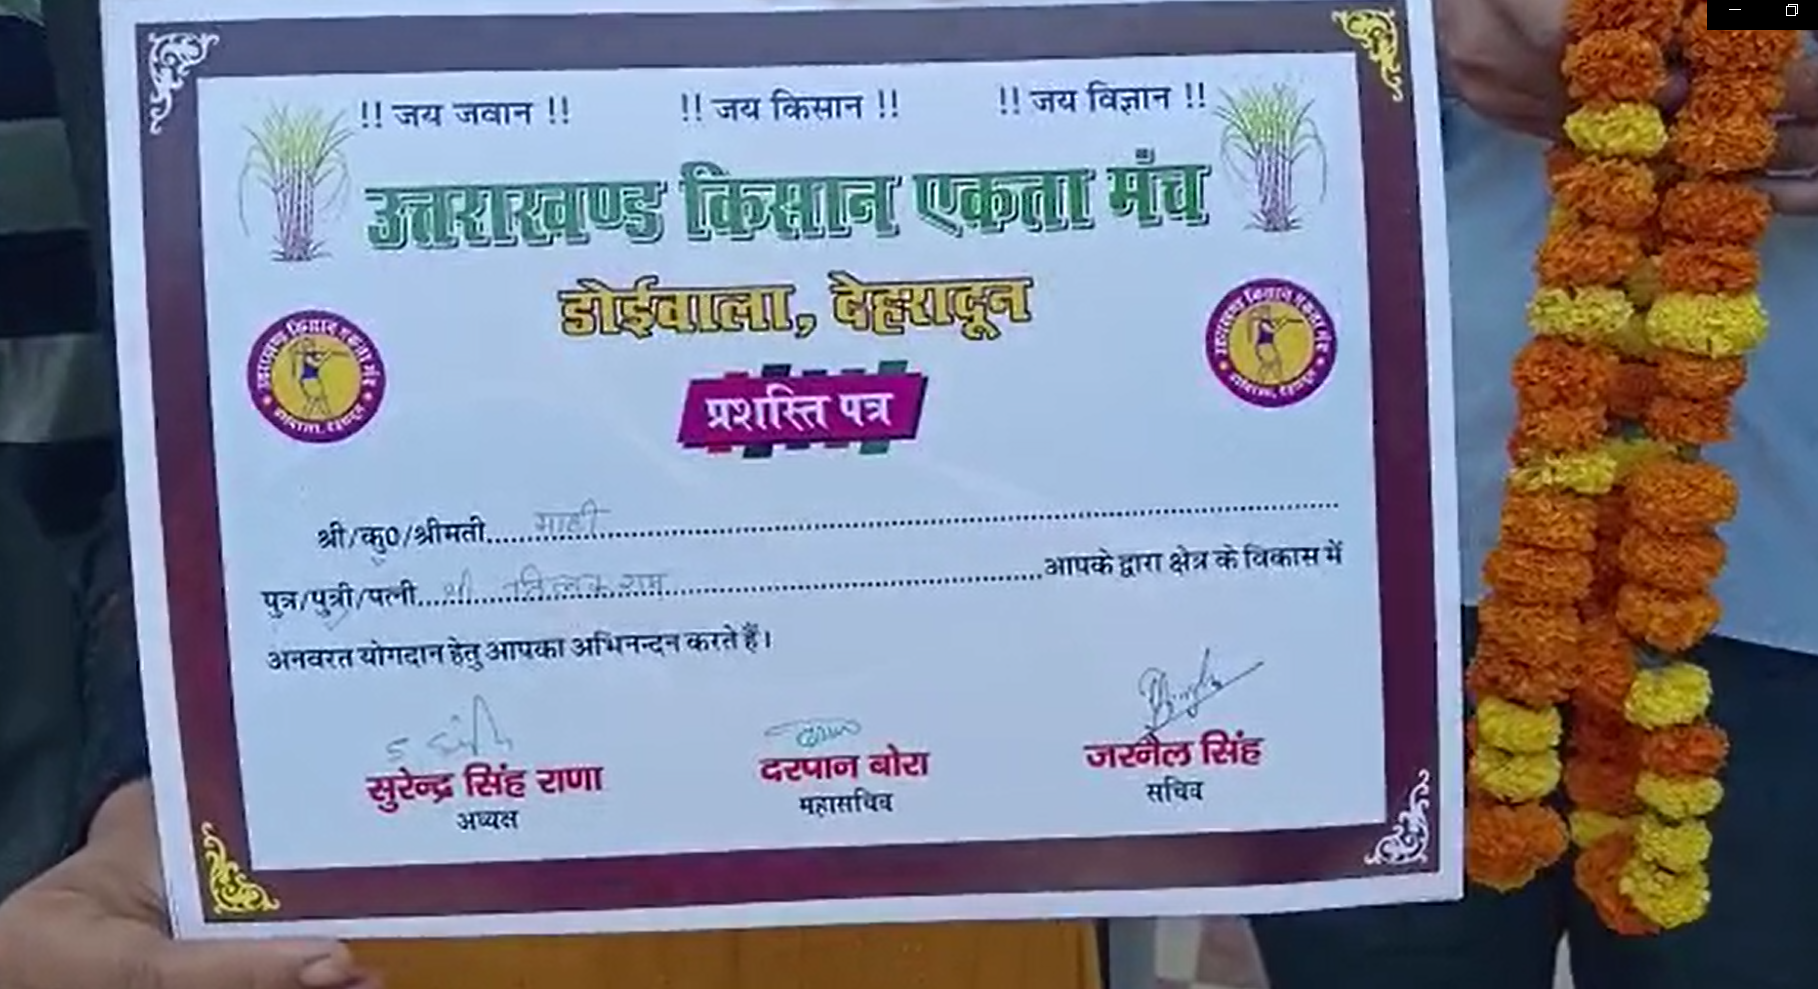 !! जय जवान !! !! जय किसान !! !! जय विज्ञान !!
उत्तराखण्ड किसान एकता मंच
डोईवाला, देहरादून
प्रशस्ति पत्र
श्री/कु0/श्रीमती
पुत्र/पुत्री/पत्नी श्री आपके द्वारा क्षेत्र के विकास में
अनवरत योगदान हेतु आपका अभिनन्दन करते हैं।
सुरेन्द्र सिंह राणा दरपान बोरा जरनैल सिंह
अध्यक्ष महासचिव सचिव